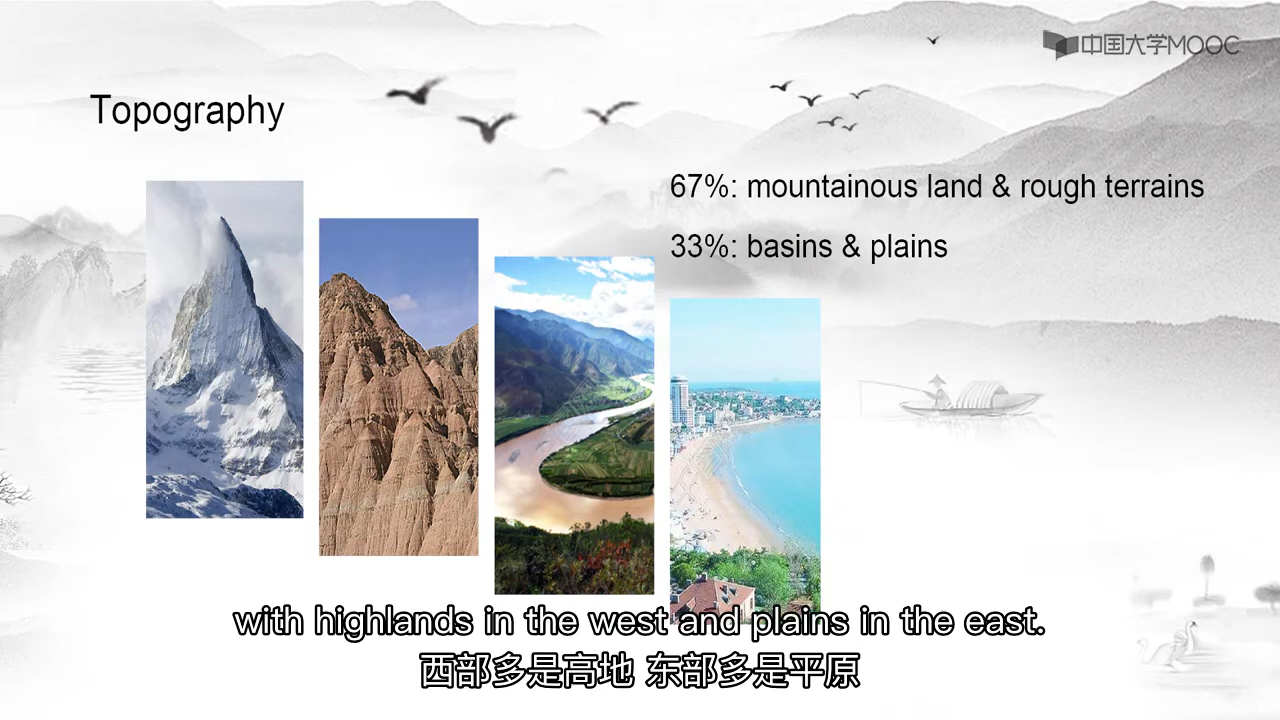 中国大学MOOC
Topography
67%: mountainous land & rough terrains
33%: basins & plains
with highlands in the west and plains in the east.
西部多是高地 东部多是平原